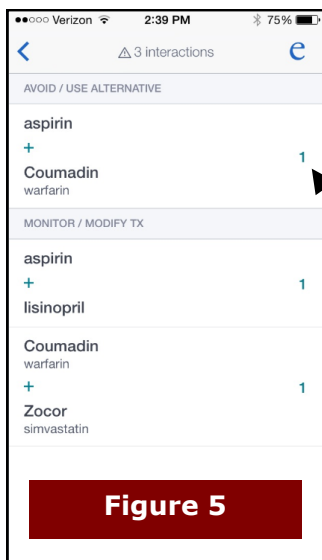 Verizon 2:39 PM 75%
3 interactions e
AVOID / USE ALTERNATIVE
aspirin
+
1
Coumadin
warfarin
MONITOR / MODIFY TX
aspirin
+ 1
lisinopril
Coumadin
warfarin
+ 1
Zocor
simvastatin
Figure 5